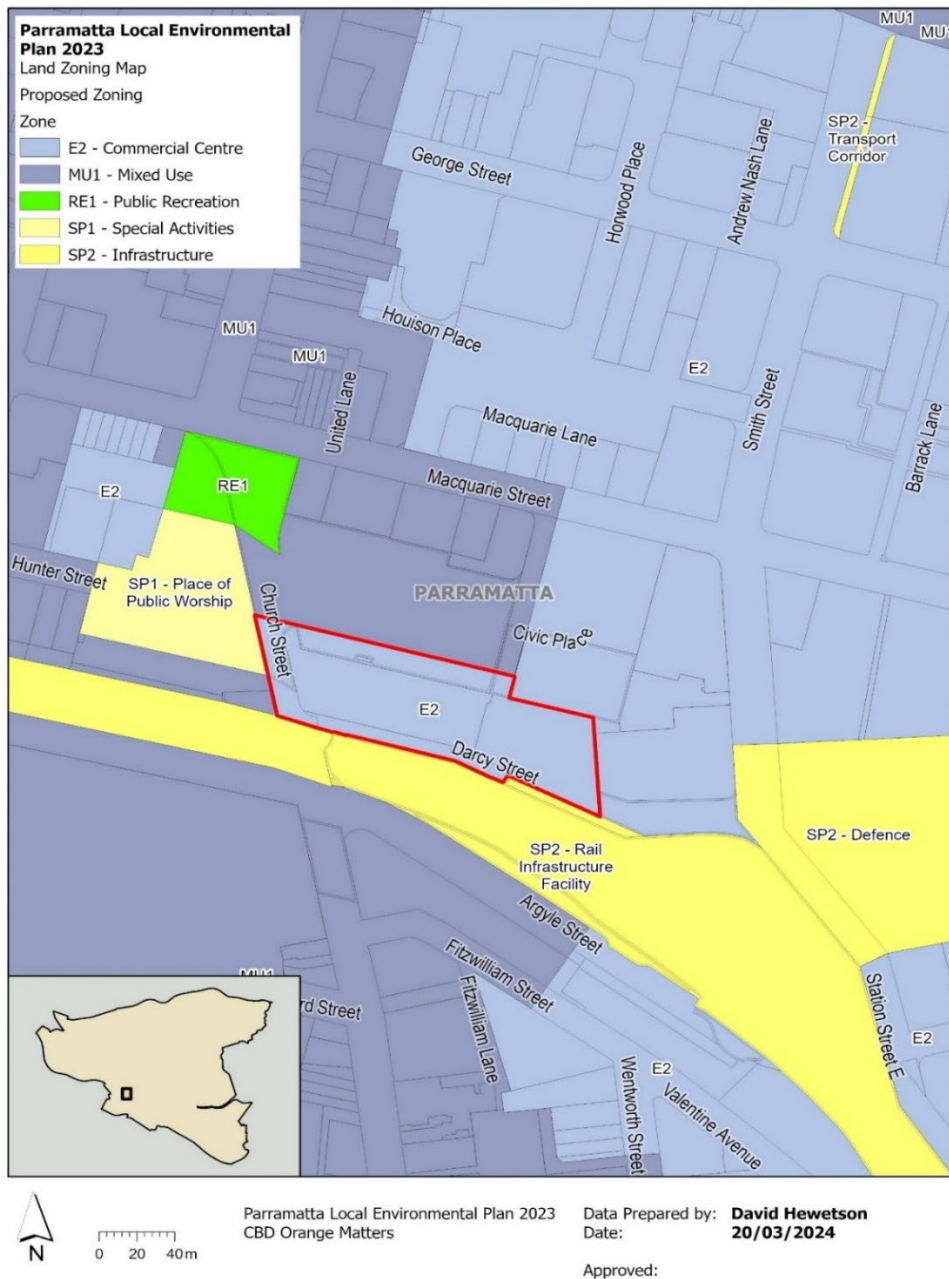 Parramatta Local Environmental
Plan 2023
Land Zoning Map
Proposed Zoning
Zone
E2 - Commercial Centre
MU1 - Mixed Use
RE1 - Public Recreation
SP1 - Special Activities
SP2 - Infrastructure
MU1
MU1
SP2 -
Transport
Corridor
George Street
Horwood Place
Andrew Nash Lane
Houison Place
MU1
MU1
United Lane
E2
Smith Street
Macquarie Lane
Barrack Lane
Macquarie Street
E2
RE1
Hunter Street
SP1 - Place of
Public Worship
PARRAMATTA
Church Street
Civic Place
E2
Darcy Street
SP2 - Defence
SP2 - Rail
Infrastructure
Facility
Argyle Street
Fitzwilliam Street
Fitzwilliam Lane
MU1
rd Street
Station Street E
E2
E2
Wentworth Street
Valentine Avenue
N
0 20 40 m
Parramatta Local Environmental Plan 2023
CBD Orange Matters
Data Prepared by: David Hewetson
Date: 20/03/2024
Approved: